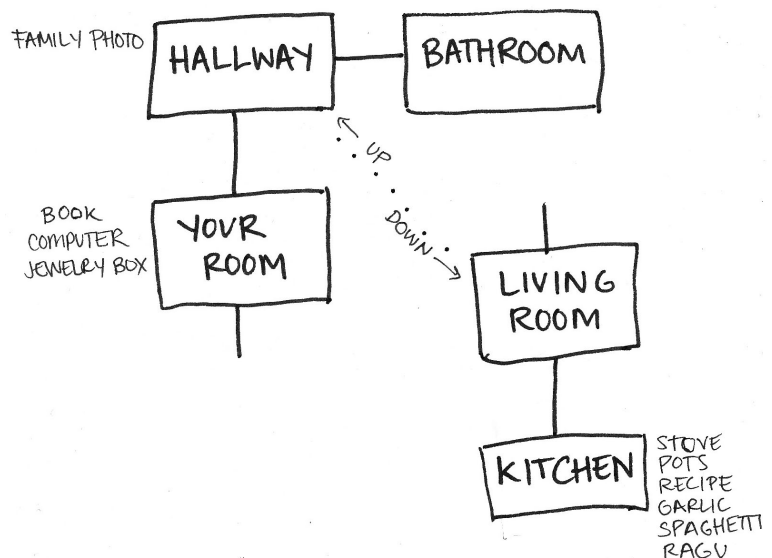 FAMILY PHOTO
HALLWAY
BATHROOM
UP
DOWN
BOOK
COMPUTER
JEWELRY BOX
YOUR
ROOM
LIVING
ROOM
KITCHEN
STOVE
POTS
RECIPE
GARLIC
SPAGHETTI
RAGU